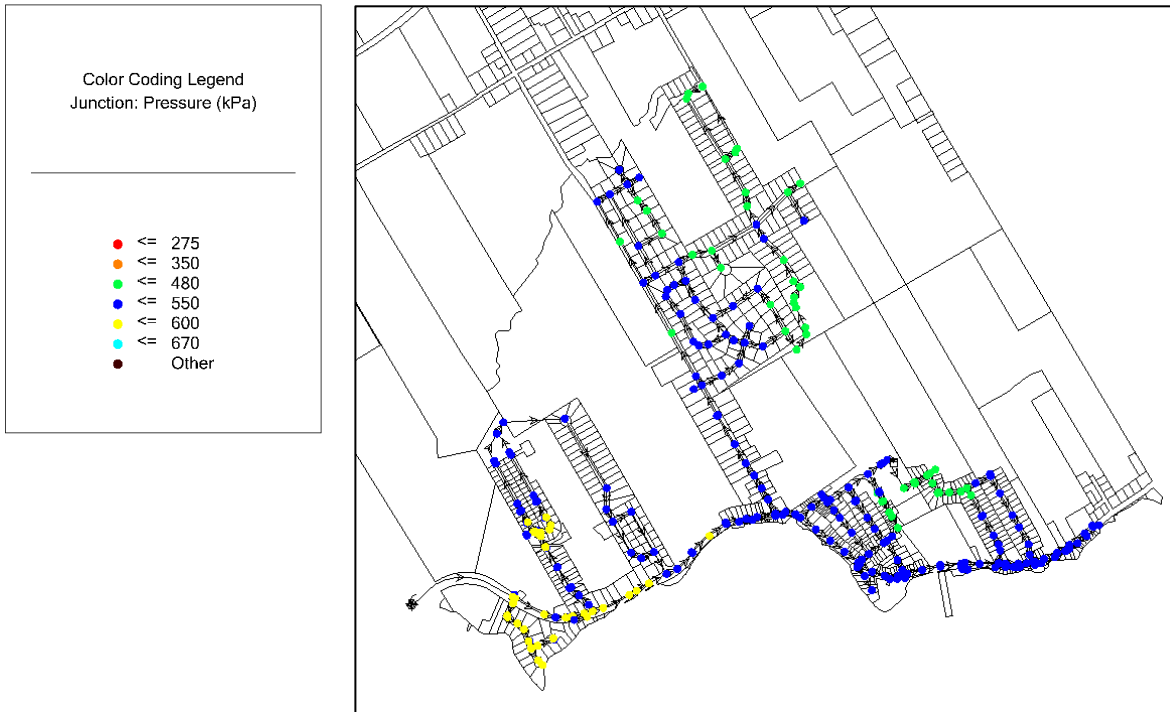 Color Coding Legend
Junction: Pressure (kPa)
<= 275
<= 350
<= 480
<= 550
<= 600
<= 670
Other